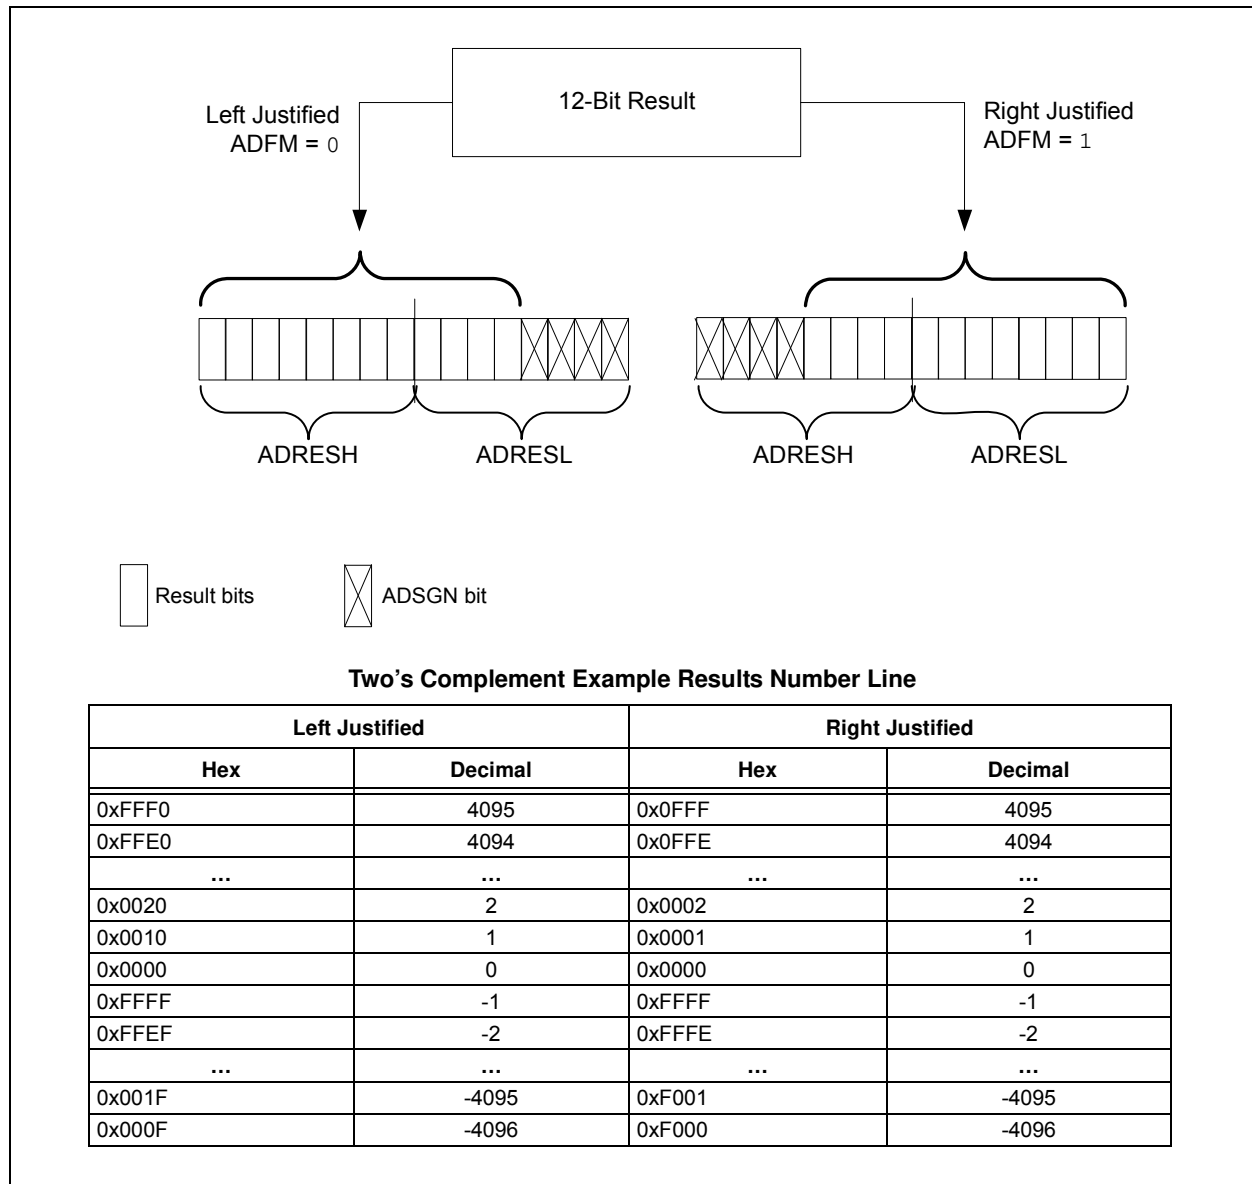 12-Bit Result
Left Justified
ADFM = 0
Right Justified
ADFM = 1
ADRESH ADRESL ADRESH ADRESL
Result bits ADSGN bit
Two's Complement Example Results Number Line
Left Justified Right Justified
Hex Decimal Hex Decimal
0xFFF0 4095 0x0FFF 4095
0xFFE0 4094 0x0FFE 4094
... ... ... ...
0x0020 2 0x0002 2
0x0010 1 0x0001 1
0x0000 0 0x0000 0
0xFFFF -1 0xFFFF -1
0xFFEF -2 0xFFFE -2
... ... ... ...
0x001F -4095 0xF001 -4095
0x000F -4096 0xF000 -4096